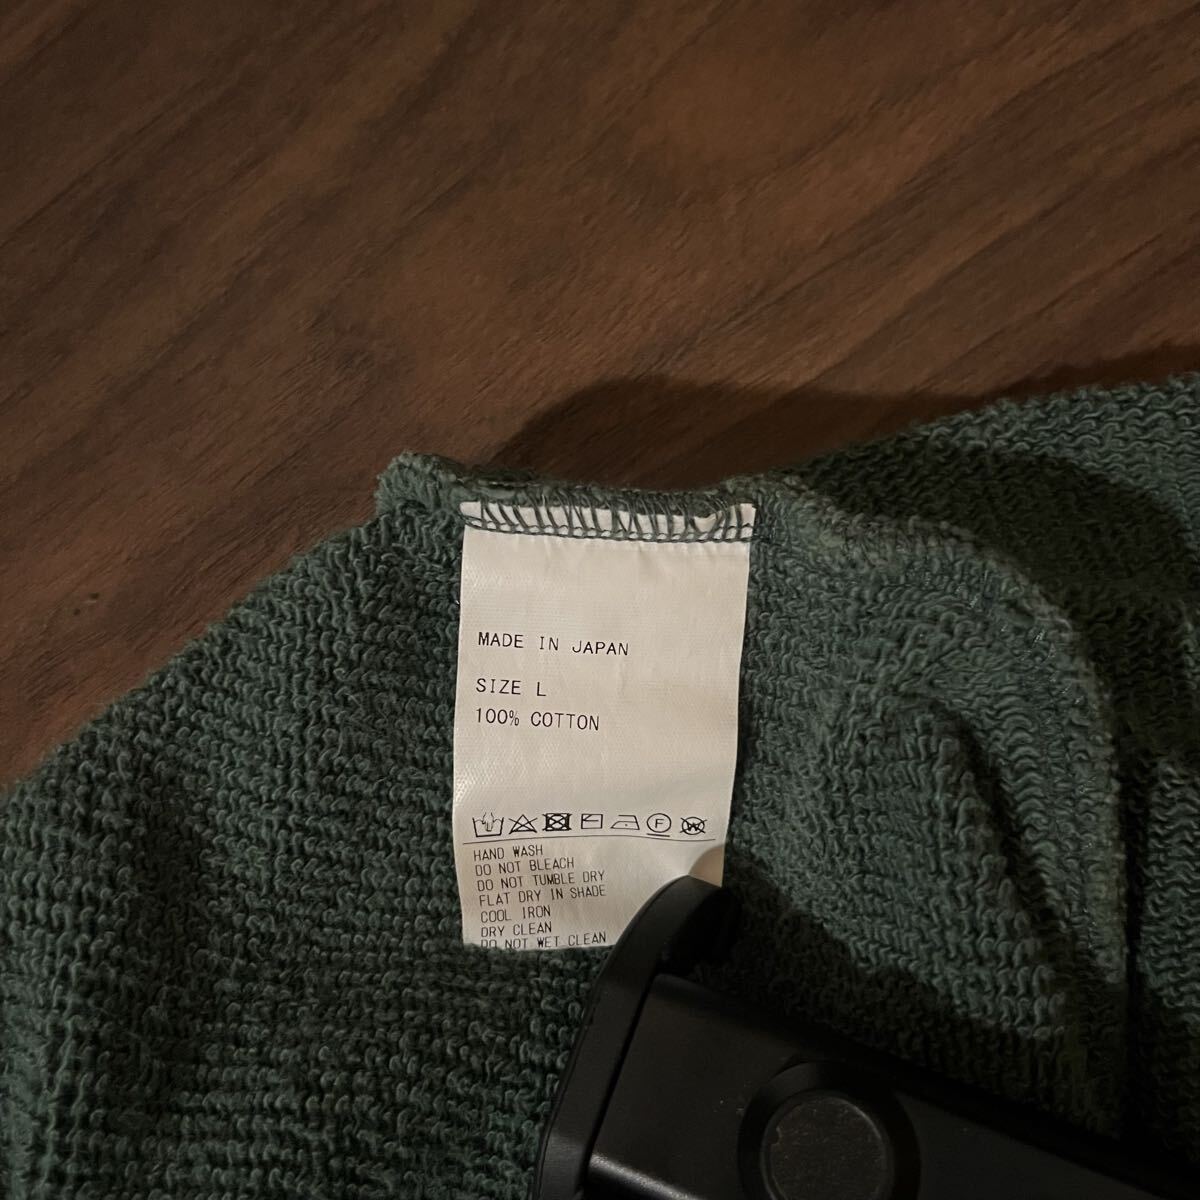 MADE IN JAPAN
SIZE L
100% COTTON
F W
HAND WASH
DO NOT BLEACH
DO NOT TUMBLE DRY
FLAT DRY IN SHADE
COOL IRON
DRY CLEAN
DO NOT WET CLEAN